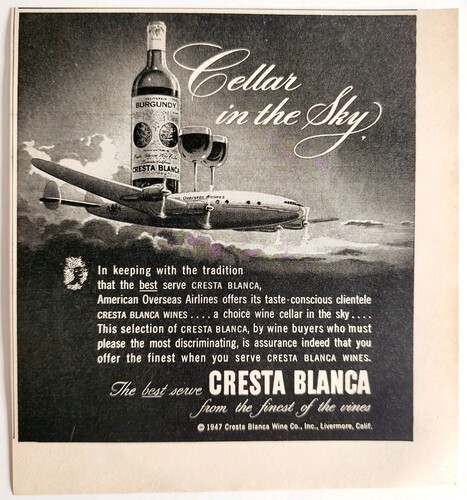 Cellar
in the Sky
CALIFORNIA
BURGUNDY
CRESTA BLANCA
OVERSEAS AIRLINES
In keeping with the tradition
that the best serve CRESTA BLANCA,
American Overseas Airlines offers its taste-conscious clientele
CRESTA BLANCA WINES . . . . a choice wine cellar in the sky . . . .
This selection of CRESTA BLANCA, by wine buyers who must
please the most discriminating, is assurance indeed that you
offer the finest when you serve CRESTA BLANCA WINES.
The best serve CRESTA BLANCA
from the finest of the vines
© 1947 Cresta Blanca Wine Co., Inc., Livermore, Calif.